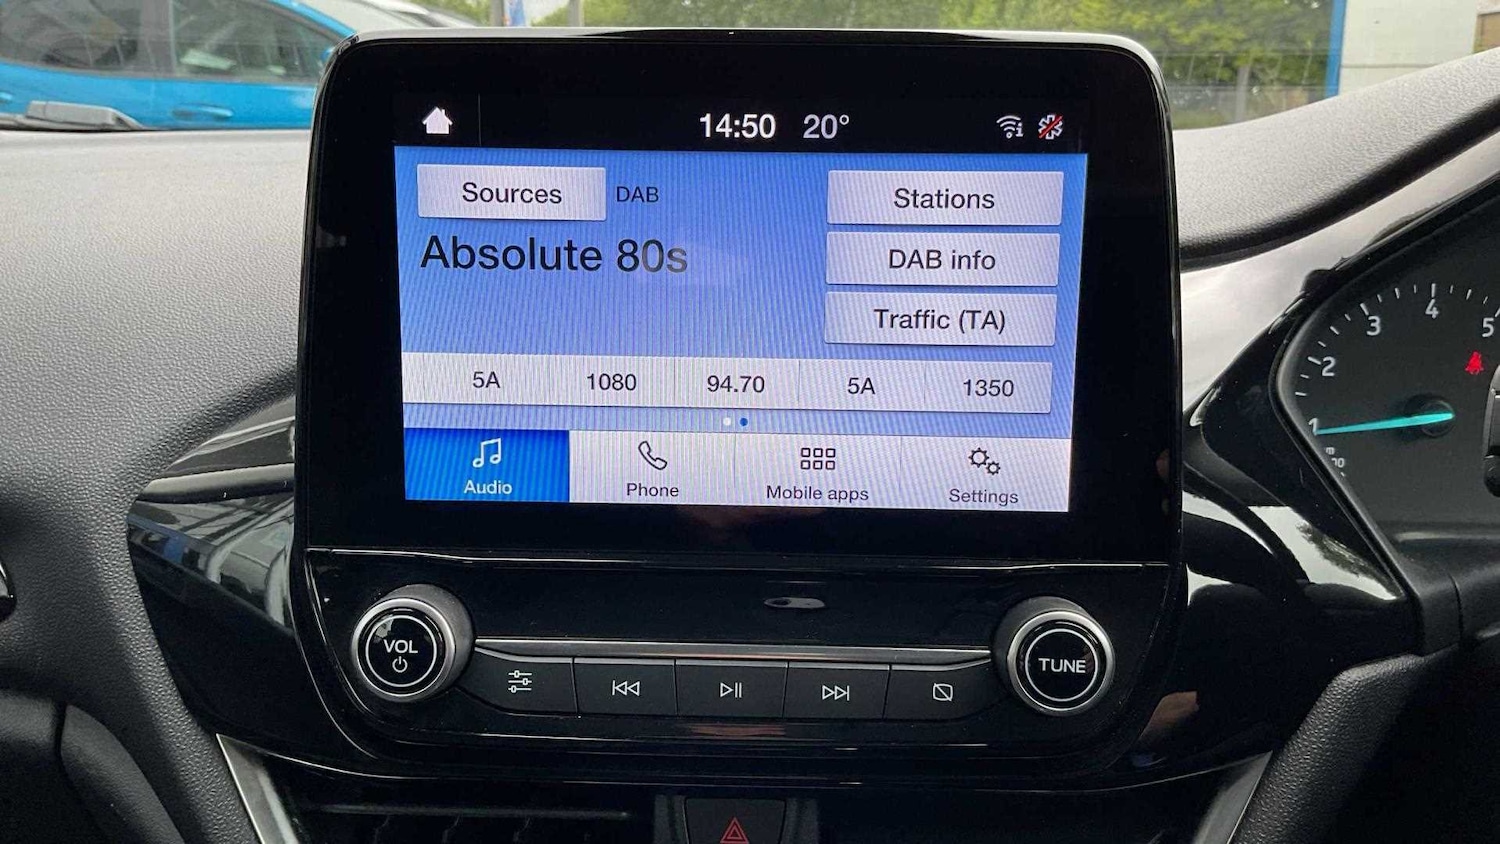 14:50 20°
Sources DAB Stations
Absolute 80s
DAB info
Traffic (TA)
5A 1080 94.70 5A 1350
Audio Phone Mobile apps Settings
VOL
TUNE
1 2 3 4 5